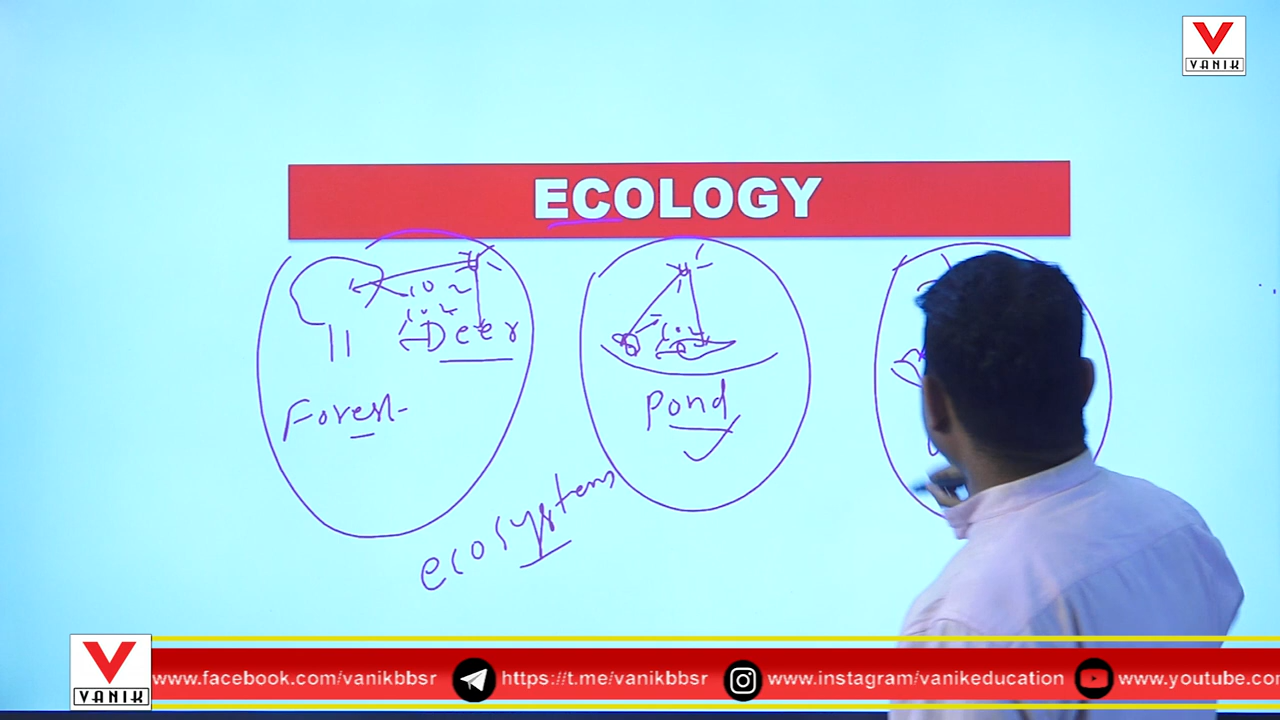 VANIK
ECOLOGY
Deer
Forest
Pond
ecosystem
VANIK
www.facebook.com/vanikbbsr
https://t.me/vanikbbsr
www.instagram/vanikeducation
www.youtube.com